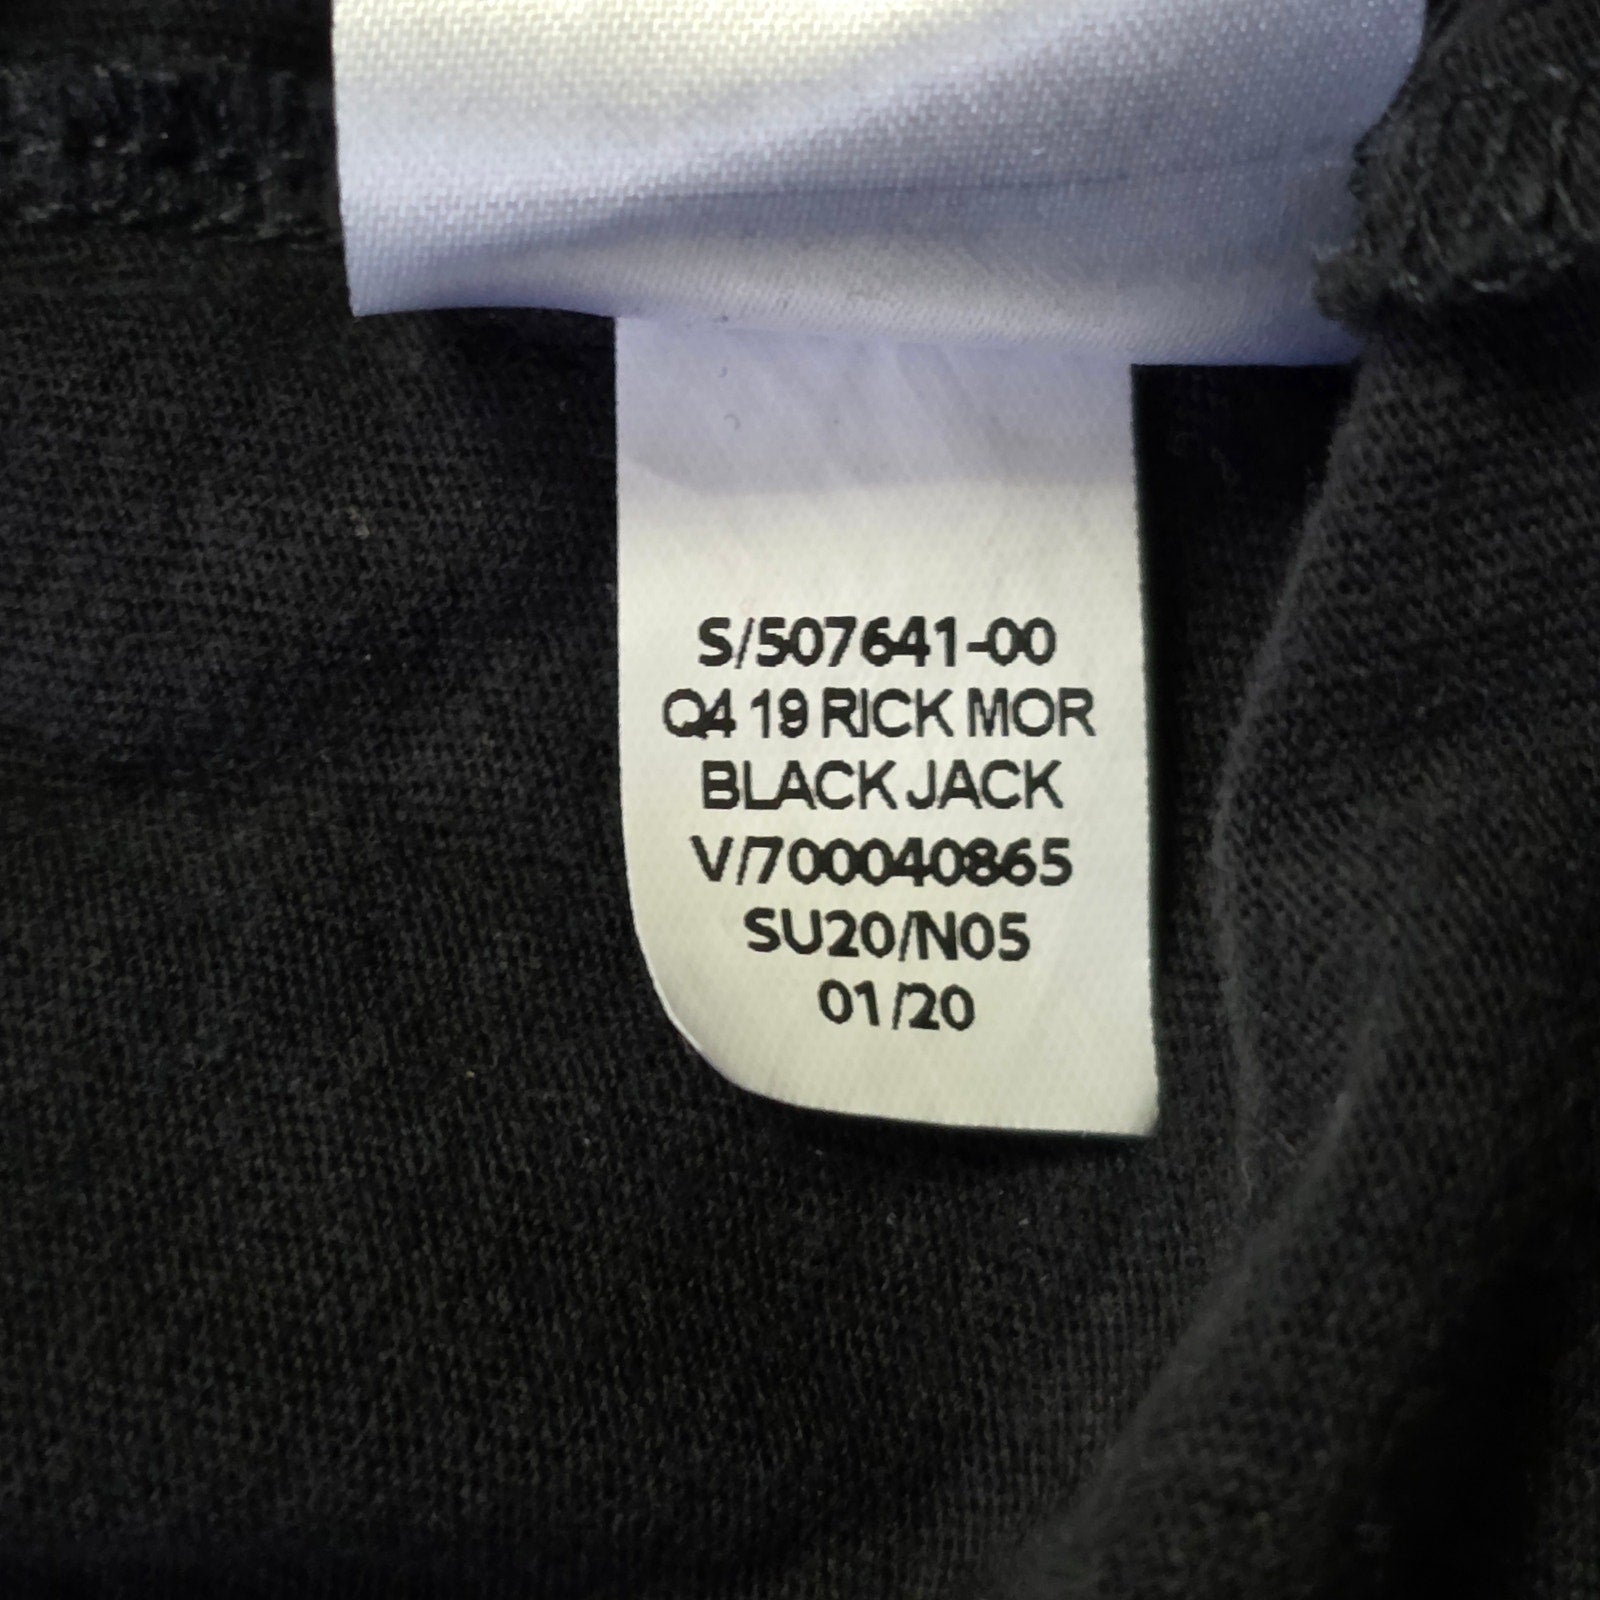 S/507641-00
Q4 19 RICK MOR
BLACK JACK
V/700040865
SU20/N05
01/20